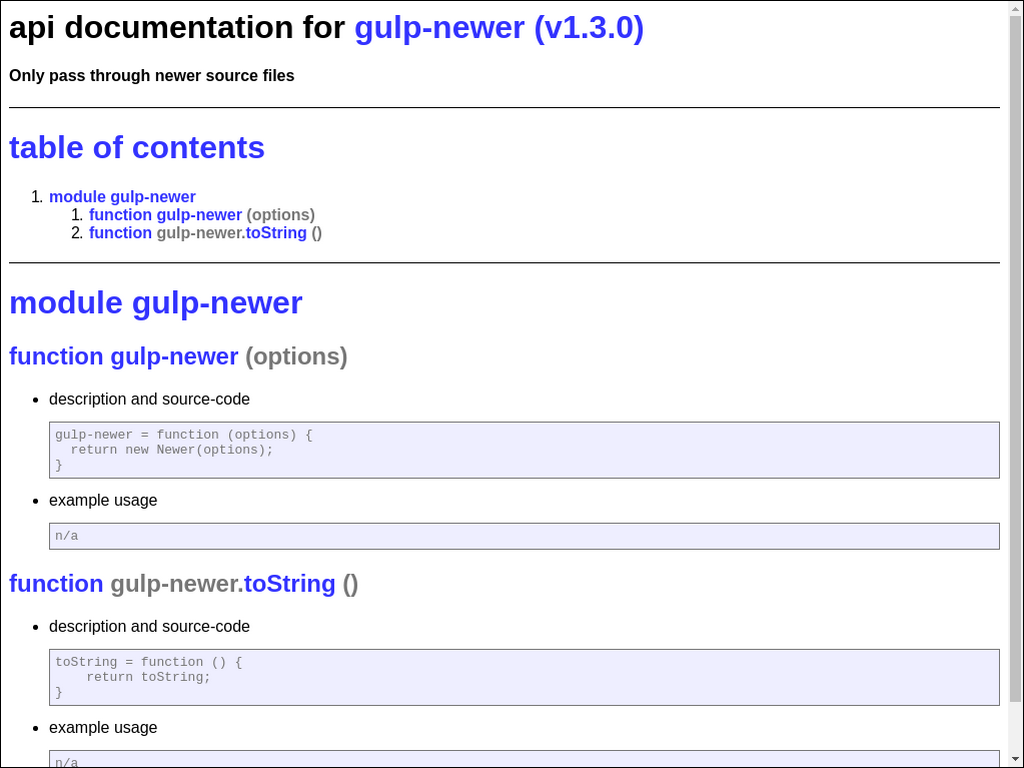 api documentation for gulp-newer (v1.3.0)
Only pass through newer source files
table of contents
1. module gulp-newer
1. function gulp-newer (options)
2. function gulp-newer.toString ()
module gulp-newer
function gulp-newer (options)
• description and source-code
gulp-newer = function (options) {
  return new Newer(options);
}
• example usage
n/a
function gulp-newer.toString ()
• description and source-code
toString = function () {
    return toString;
}
• example usage
n/a